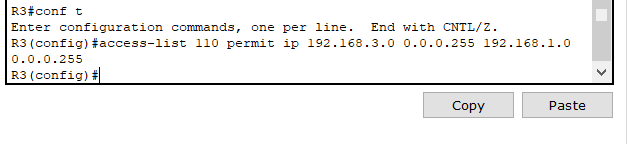 R3#conf t
Enter configuration commands, one per line.  End with CNTL/Z.
R3(config)#access-list 110 permit ip 192.168.3.0 0.0.0.255 192.168.1.0
0.0.0.255
R3(config)#
Copy Paste